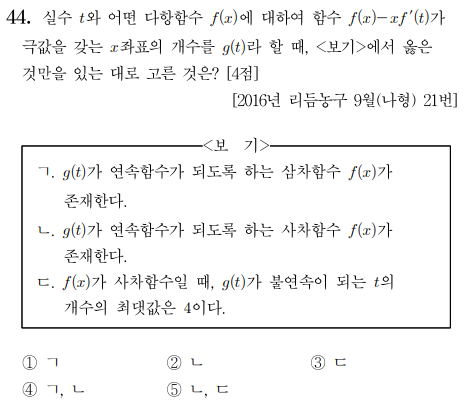 44. 실수 t와 어떤 다항함수 f(x)에 대하여 함수 f(x)-xf′(t)가
극값을 갖는 x좌표의 개수를 g(t)라 할 때, <보기>에서 옳은
것만을 있는 대로 고른 것은? [4점]
[2016년 리듬농구 9월(나형) 21번]
<보 기>
ㄱ. g(t)가 연속함수가 되도록 하는 삼차함수 f(x)가
존재한다.
ㄴ. g(t)가 연속함수가 되도록 하는 사차함수 f(x)가
존재한다.
ㄷ. f(x)가 사차함수일 때, g(t)가 불연속이 되는 t의
개수의 최댓값은 4이다.
① ㄱ ② ㄴ ③ ㄷ
④ ㄱ, ㄴ ⑤ ㄴ, ㄷ